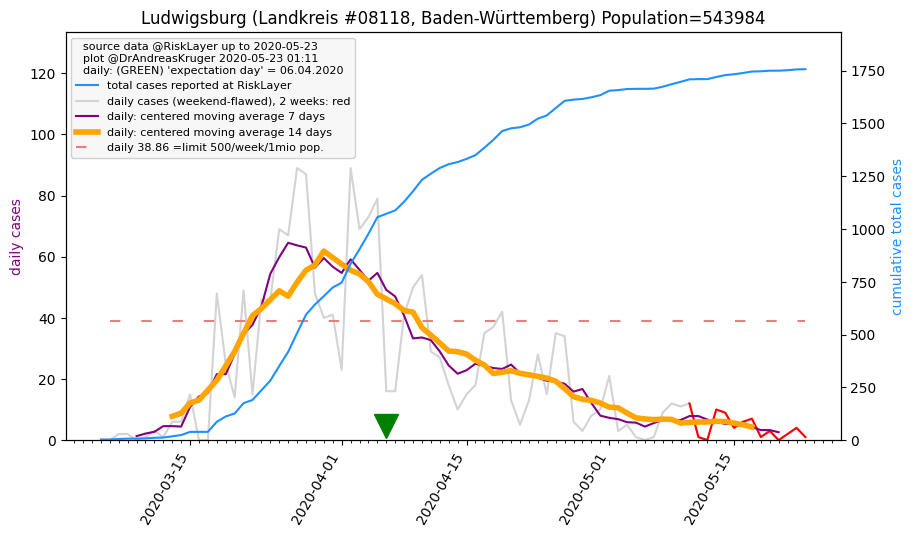 Ludwigsburg (Landkreis #08118, Baden-Württemberg) Population=543984
source data @RiskLayer up to 2020-05-23
plot @DrAndreasKruger 2020-05-23 01:11
daily: (GREEN) 'expectation day' = 06.04.2020
total cases reported at RiskLayer
daily cases (weekend-flawed), 2 weeks: red
daily: centered moving average 7 days
daily: centered moving average 14 days
daily 38.86 =limit 500/week/1mio pop.
daily cases
120
100
80
60
40
20
0
cumulative total cases
1750
1500
1250
1000
750
500
250
0
2020-03-15
2020-04-01
2020-04-15
2020-05-01
2020-05-15